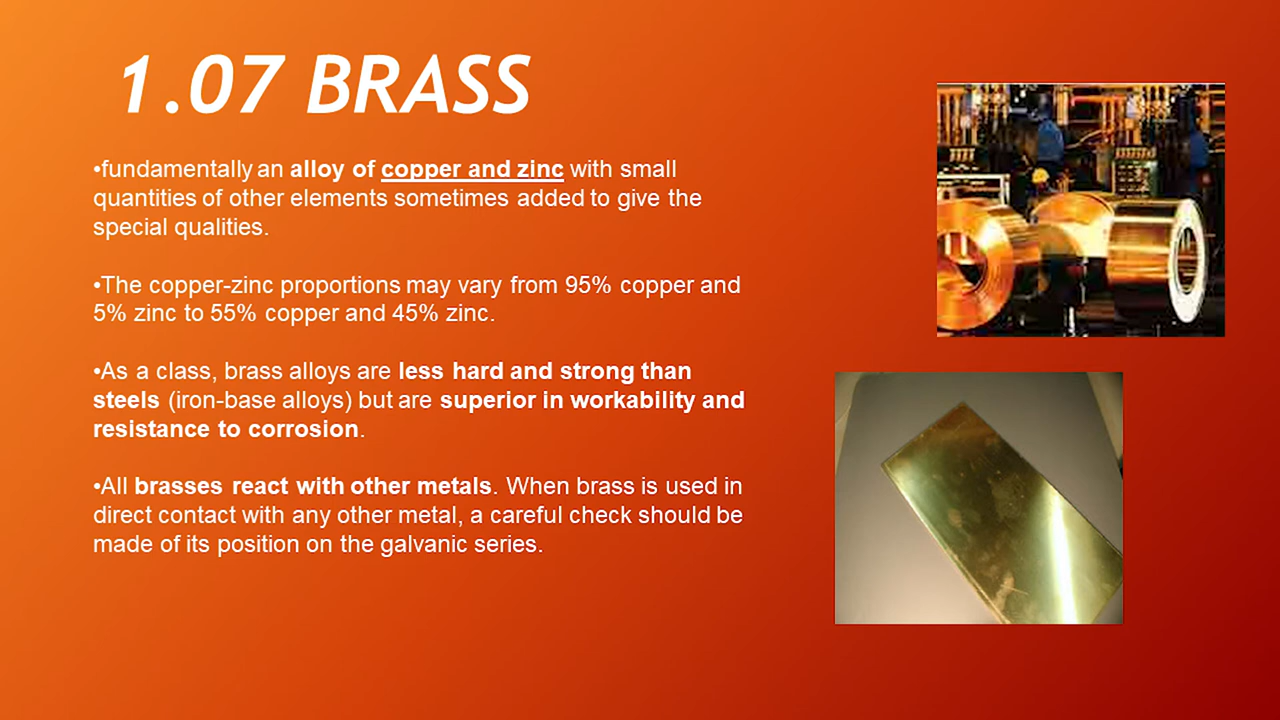 1.07 BRASS
•fundamentally an alloy of copper and zinc with small
quantities of other elements sometimes added to give the
special qualities.
•The copper-zinc proportions may vary from 95% copper and
5% zinc to 55% copper and 45% zinc.
•As a class, brass alloys are less hard and strong than
steels (iron-base alloys) but are superior in workability and
resistance to corrosion.
•All brasses react with other metals. When brass is used in
direct contact with any other metal, a careful check should be
made of its position on the galvanic series.